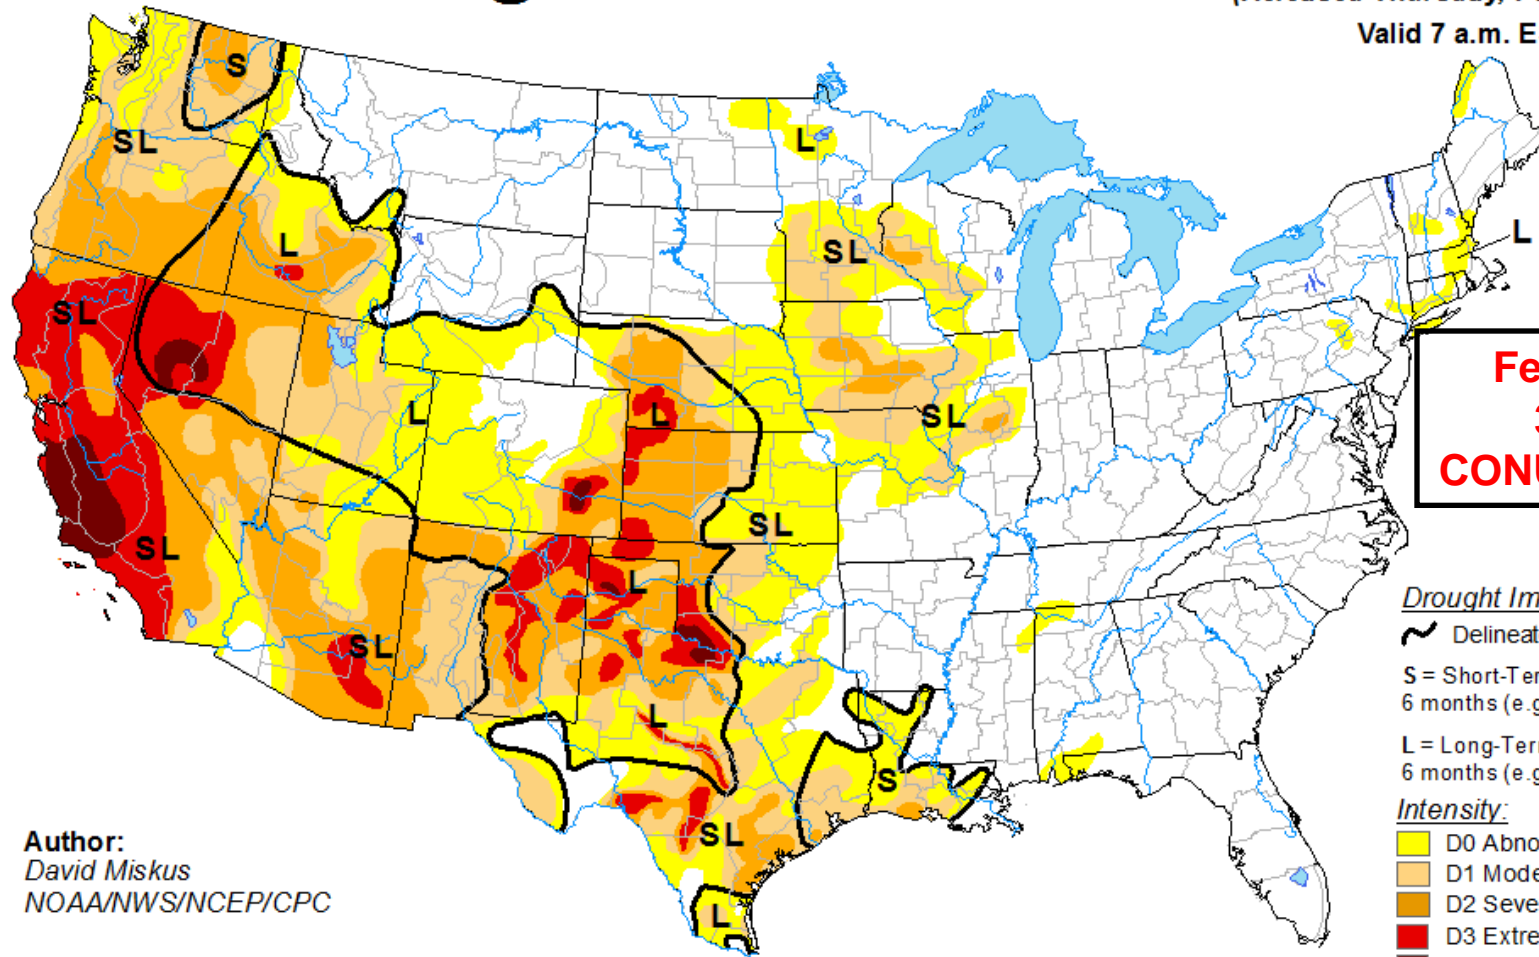 Valid 7 a.m. E
S
SL
L
L
SL
L
SL
L
L
SL
SL
SL
L
SL
L
S
SL
L
Fe
CONU
Drought Im
Delineat
S = Short-Ter
6 months (e.g
L = Long-Terr
6 months (e.g
Intensity:
D0 Abno
D1 Mode
D2 Seve
D3 Extre
Author:
David Miskus
NOAA/NWS/NCEP/CPC